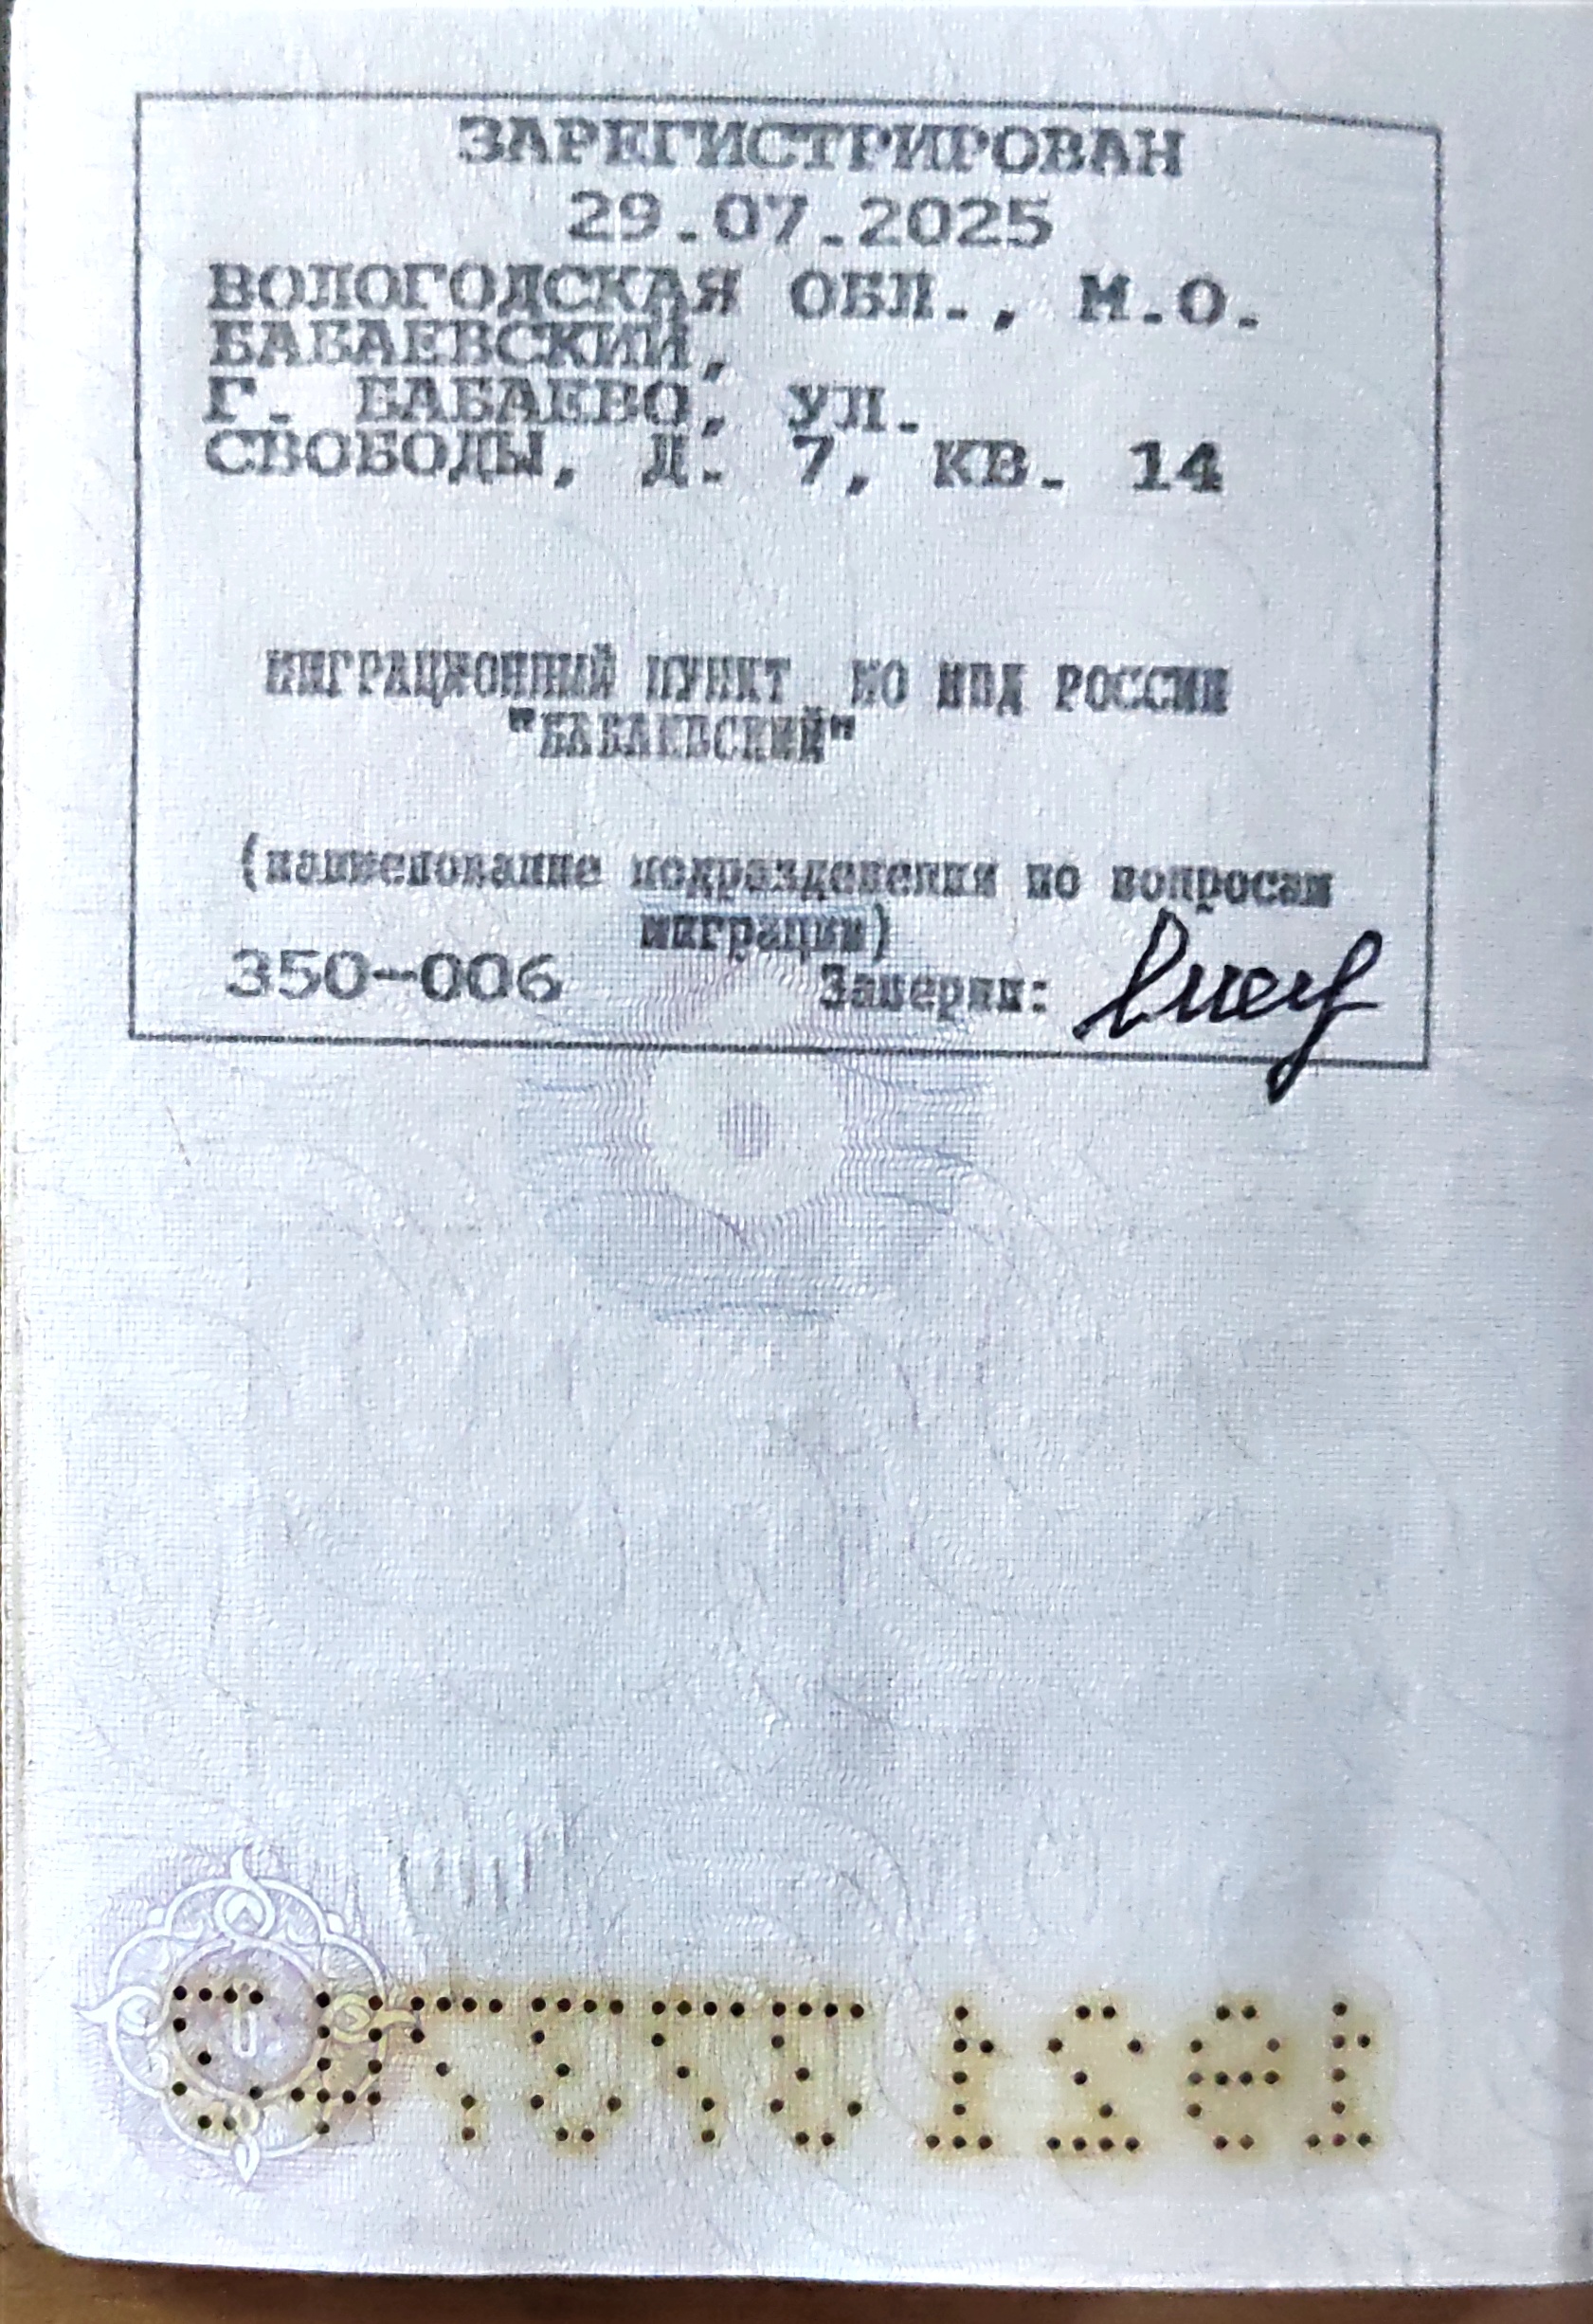 ЗАРЕГИСТРИРОВАН
29.07.2025
ВОЛОГОДСКАЯ ОБЛ., М.О.
БАБАЕВСКИЙ,
Г. БАБАЕВО, УЛ.
СВОБОДЫ, Д. 7, КВ. 14
МИГРАЦИОННЫЙ ПУНКТ МО МВД РОССИИ
"БАБАЕВСКИЙ"
(наименование подразделения по вопросам
миграции)
350-006 Заверил: